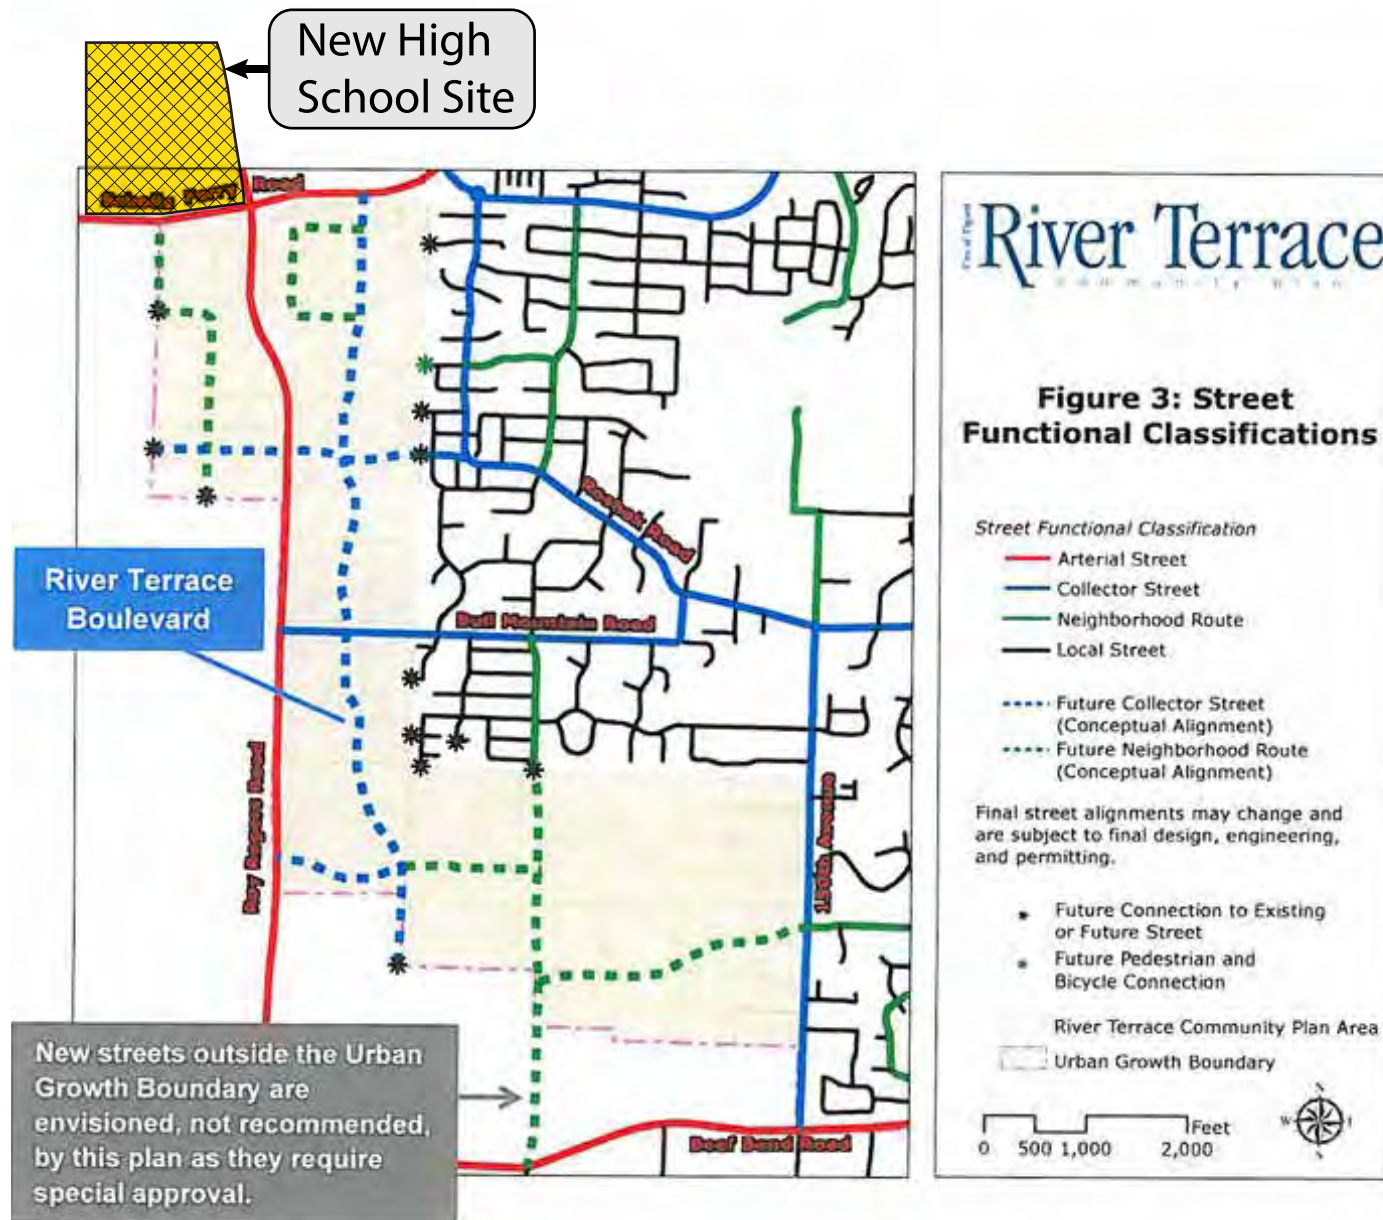 New High
School Site
Road
Roshak Road
River Terrace
Boulevard
Bull Mountain Road
Roy Rogers Road
150th Avenue
New streets outside the Urban
Growth Boundary are
envisioned, not recommended,
by this plan as they require
special approval.
Beef Bend Road
River Terrace
Figure 3: Street
Functional Classifications
Street Functional Classification
Arterial Street
Collector Street
Neighborhood Route
Local Street
Future Collector Street
(Conceptual Alignment)
Future Neighborhood Route
(Conceptual Alignment)
Final street alignments may change and
are subject to final design, engineering,
and permitting.
Future Connection to Existing
or Future Street
Future Pedestrian and
Bicycle Connection
River Terrace Community Plan Area
Urban Growth Boundary
N
W
S
Feet
0 500 1,000 2,000